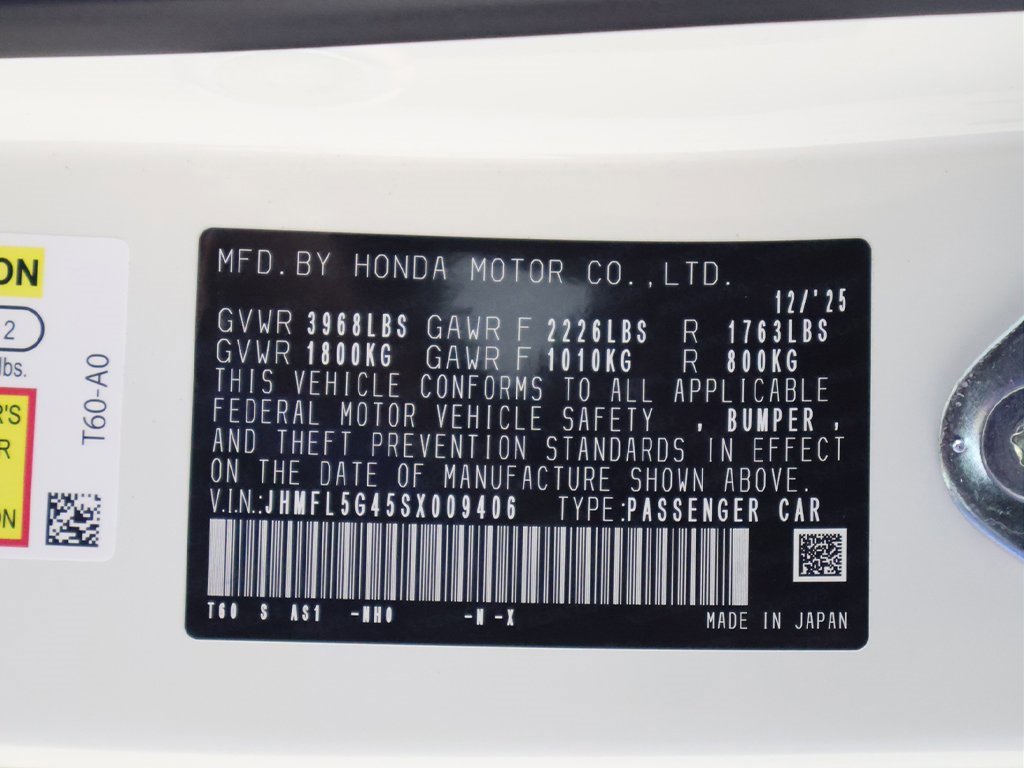 ON
2
lbs.
R'S
R
ON
T60-A0
MFD. BY HONDA MOTOR CO.,LTD.
12/'25
GVWR 3968LBS GAWR F 2226LBS R 1763LBS
GVWR 1800KG GAWR F 1010KG R 800KG
THIS VEHICLE CONFORMS TO ALL APPLICABLE
FEDERAL MOTOR VEHICLE SAFETY , BUMPER ,
AND THEFT PREVENTION STANDARDS IN EFFECT
ON THE DATE OF MANUFACTURE SHOWN ABOVE.
V.I.N.:JHMFL5G45SX009406 TYPE:PASSENGER CAR
T60 S AS1 -NH0 -N -X
MADE IN JAPAN